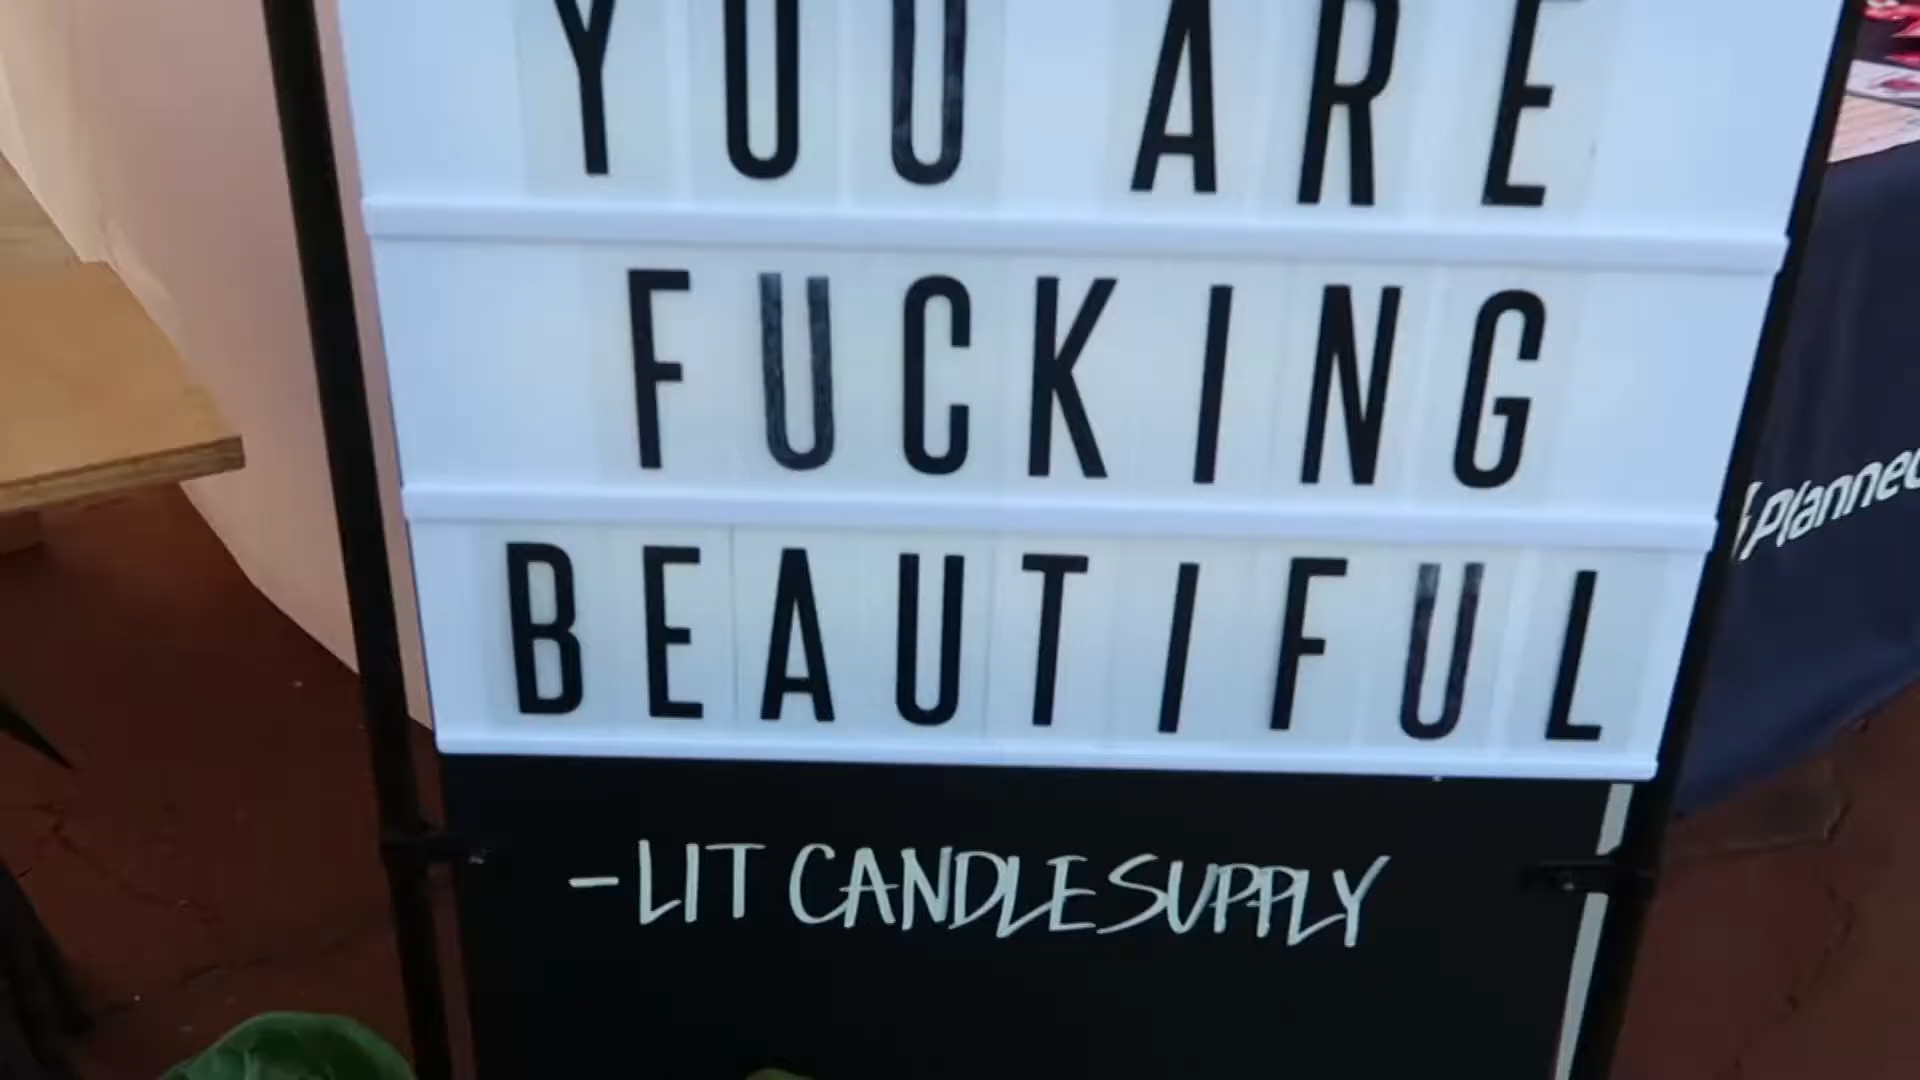 YOU ARE
FUCKING
BEAUTIFUL
-LIT CANDLE SUPPLY
Planned